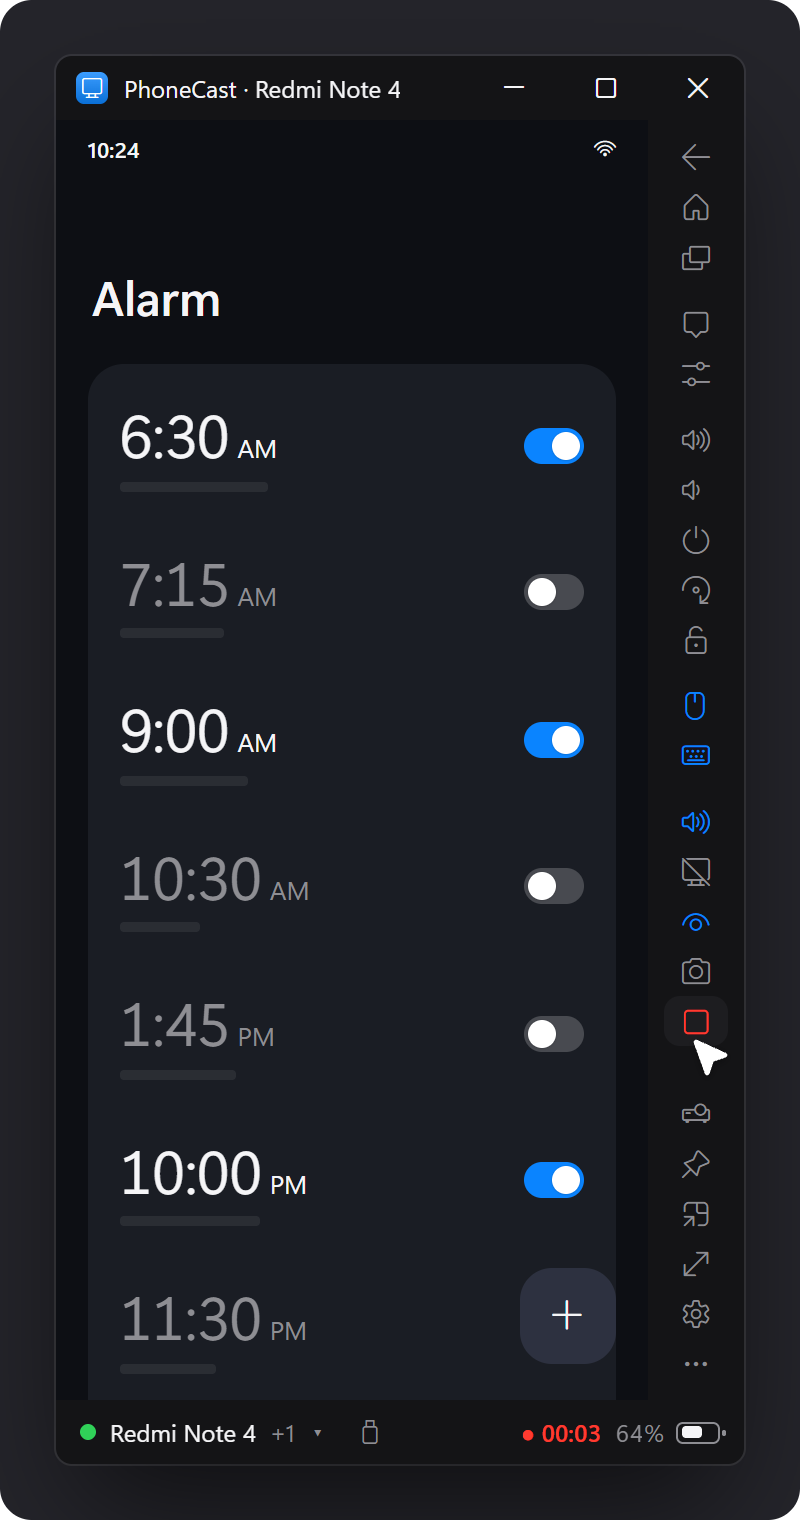 PhoneCast · Redmi Note 4
10:24
Alarm
6:30 AM
7:15 AM
9:00 AM
10:30 AM
1:45 PM
10:00 PM
11:30 PM
Redmi Note 4 +1 00:03 64%